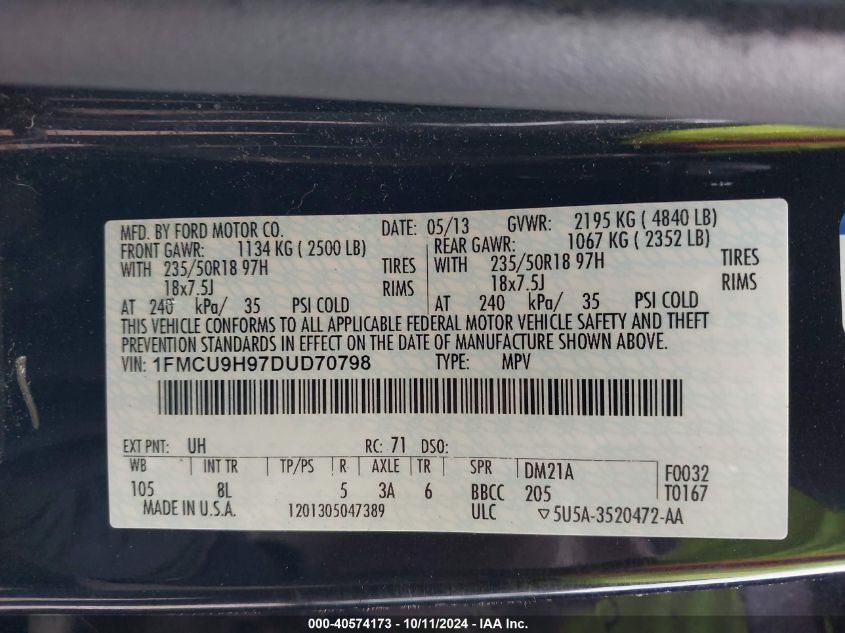 MFD. BY FORD MOTOR CO. DATE: 05/13 GVWR: 2195 KG ( 4840 LB)
FRONT GAWR: 1134 KG ( 2500 LB) REAR GAWR: 1067 KG ( 2352 LB)
WITH 235/50R18 97H TIRES WITH 235/50R18 97H TIRES
18x7.5J RIMS 18x7.5J RIMS
AT 240 kPa/ 35 PSI COLD AT 240 kPa/ 35 PSI COLD
THIS VEHICLE CONFORMS TO ALL APPLICABLE FEDERAL MOTOR VEHICLE SAFETY AND THEFT
PREVENTION STANDARDS IN EFFECT ON THE DATE OF MANUFACTURE SHOWN ABOVE.
VIN: 1FMCU9H97DUD70798 TYPE: MPV
EXT PNT: UH RC: 71 DSO:
WB INT TR TP/PS R AXLE TR SPR DM21A F0032
105 8L 5 3A 6 BBCC 205 T0167
MADE IN U.S.A. 1201305047389 ULC ▽5U5A-3520472-AA
000-40574173 - 10/11/2024 - IAA Inc.